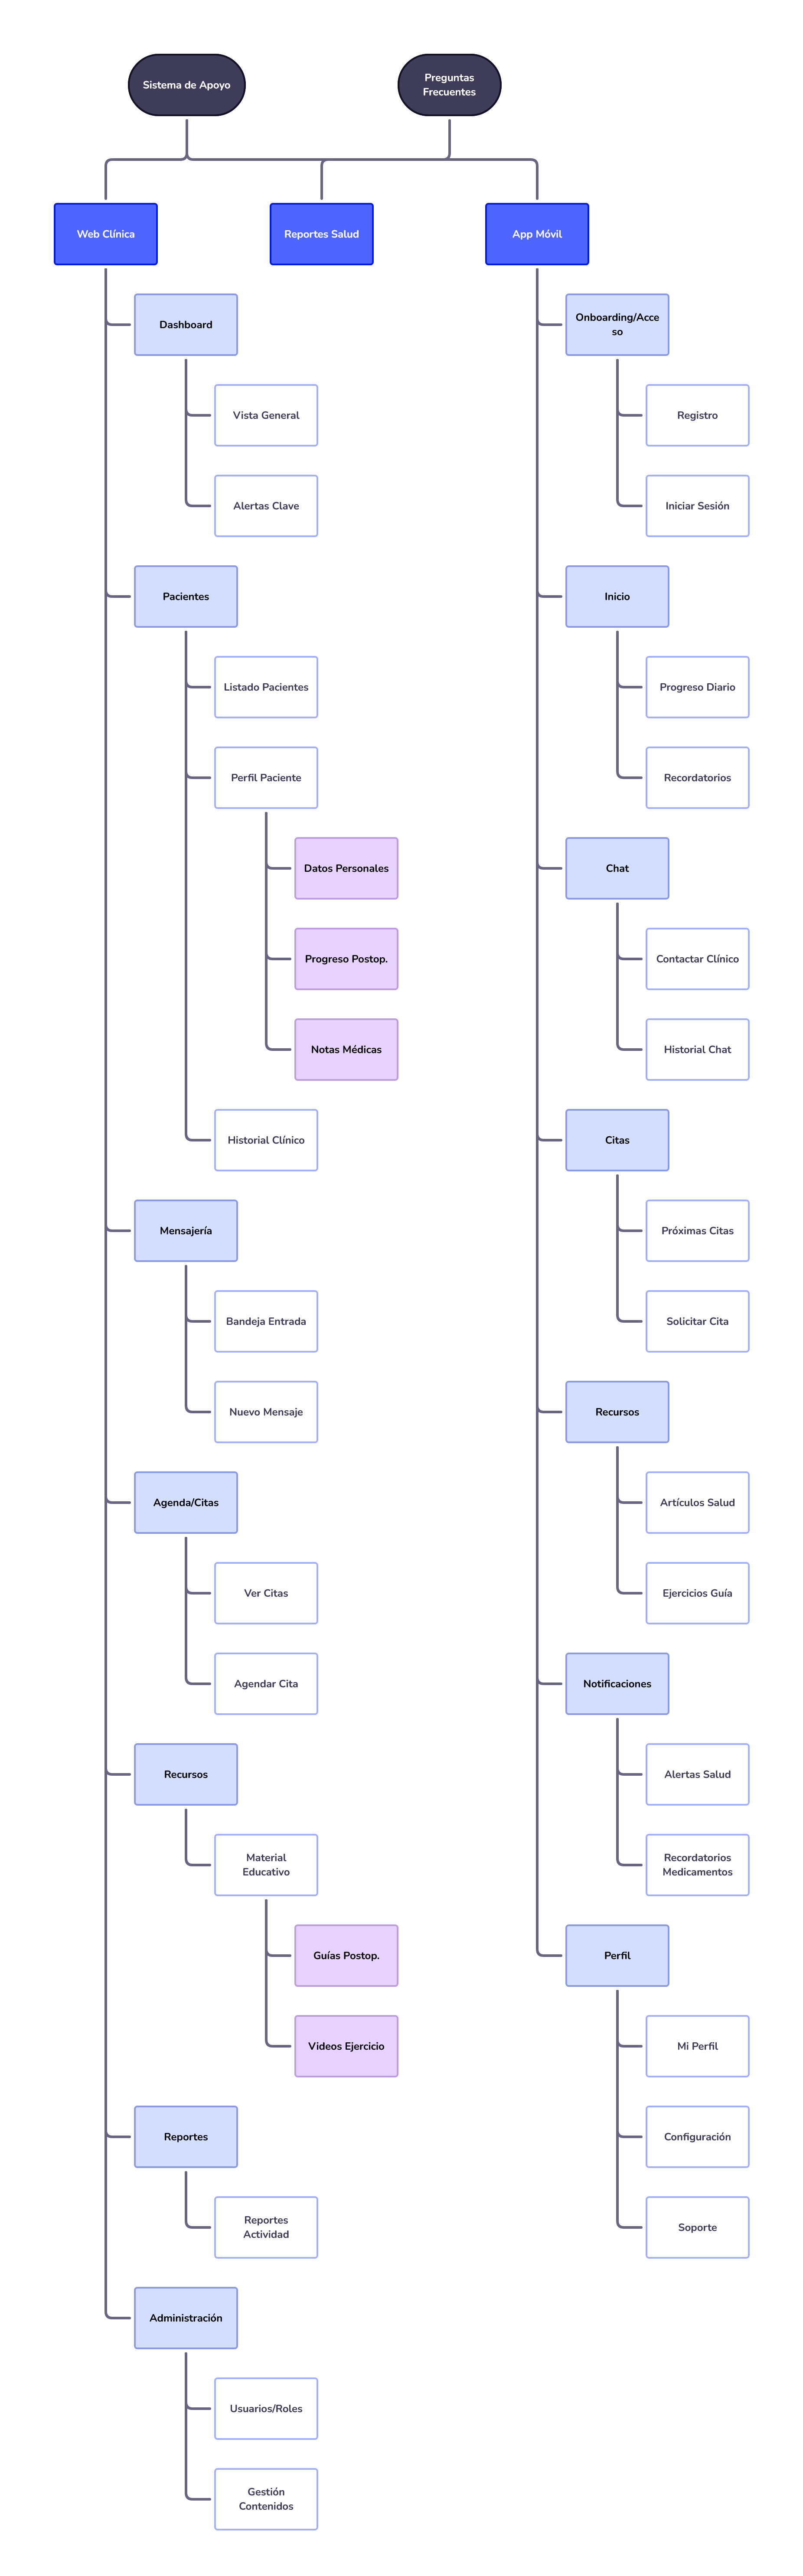 Sistema de Apoyo
Preguntas
Frecuentes
Web Clínica
Reportes Salud
App Móvil
Dashboard
Vista General
Alertas Clave
Pacientes
Listado Pacientes
Perfil Paciente
Datos Personales
Progreso Postop.
Notas Médicas
Historial Clínico
Mensajería
Bandeja Entrada
Nuevo Mensaje
Agenda/Citas
Ver Citas
Agendar Cita
Recursos
Material
Educativo
Guías Postop.
Videos Ejercicio
Reportes
Reportes
Actividad
Administración
Usuarios/Roles
Gestión
Contenidos
Onboarding/Acce
so
Registro
Iniciar Sesión
Inicio
Progreso Diario
Recordatorios
Chat
Contactar Clínico
Historial Chat
Citas
Próximas Citas
Solicitar Cita
Recursos
Artículos Salud
Ejercicios Guía
Notificaciones
Alertas Salud
Recordatorios
Medicamentos
Perfil
Mi Perfil
Configuración
Soporte